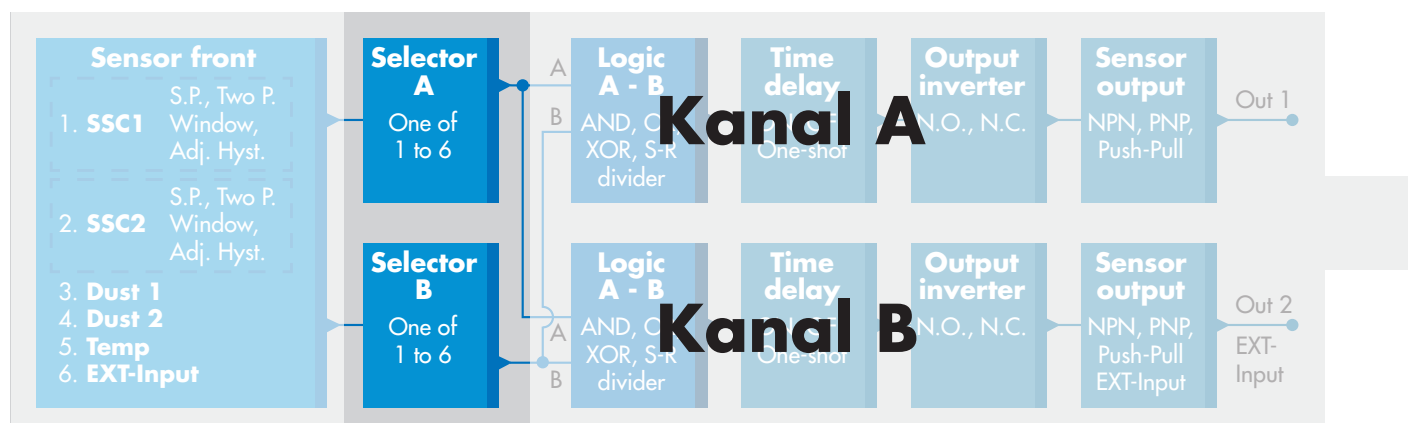 Sensor front
1. SSC1
S.P., Two P.
Window,
Adj. Hyst.
2. SSC2
S.P., Two P.
Window,
Adj. Hyst.
3. Dust 1
4. Dust 2
5. Temp
6. EXT-Input
Selector
A
One of
1 to 6
A
B
Logic
A - B
AND,
XOR, S-R
divider
Time
delay
One-shot
Output
inverter
N.O., N.C.
Sensor
output
NPN, PNP,
Push-Pull
Out 1
Kanal A
Selector
B
One of
1 to 6
A
B
Logic
A - B
AND,
XOR, S-R
divider
Time
delay
One-shot
Output
inverter
N.O., N.C.
Sensor
output
NPN, PNP,
Push-Pull
EXT-Input
Out 2
EXT-
Input
Kanal B